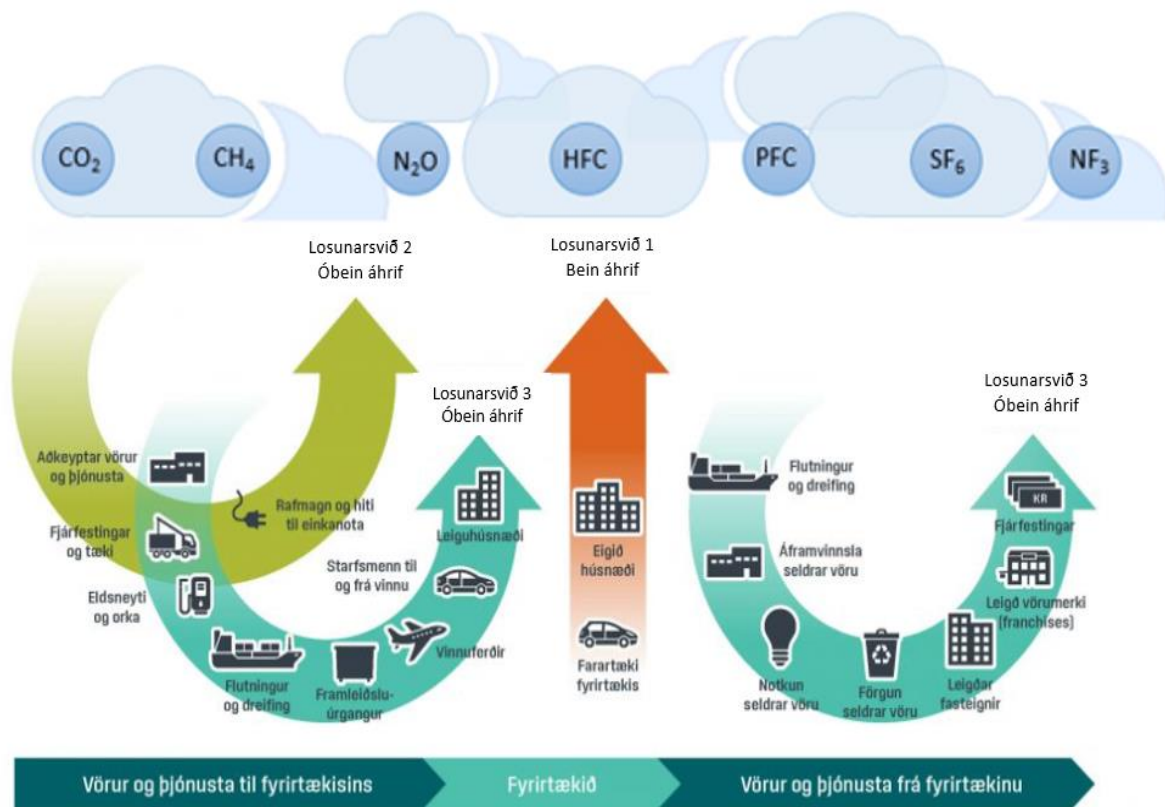 CO₂
CH₄
N₂O
HFC
PFC
SF₆
NF₃
Losunarsvið 2
Óbein áhrif
Losunarsvið 1
Bein áhrif
Losunarsvið 3
Óbein áhrif
Losunarsvið 3
Óbein áhrif
Aðkeyptar vörur
og þjónusta
Fjárfestingar
og tæki
Eldsneyti
og orka
Flutningur
og dreifing
Framleiðslu-
úrgangur
Vinnuferðir
Starfsmenn til
og frá vinnu
Leiguhúsnæði
Rafmagn og hiti
til einkanota
Eigið
húsnæði
Farartæki
fyrirtækis
Flutningur
og dreifing
Áframvinnsla
seldrar vöru
Notkun
seldrar vöru
Förgun
seldrar vöru
Leigðar
fasteignir
Leigð vörumerki
(franchises)
KR
Fjárfestingar
Vörur og þjónusta til fyrirtækisins
Fyrirtækið
Vörur og þjónusta frá fyrirtækinu